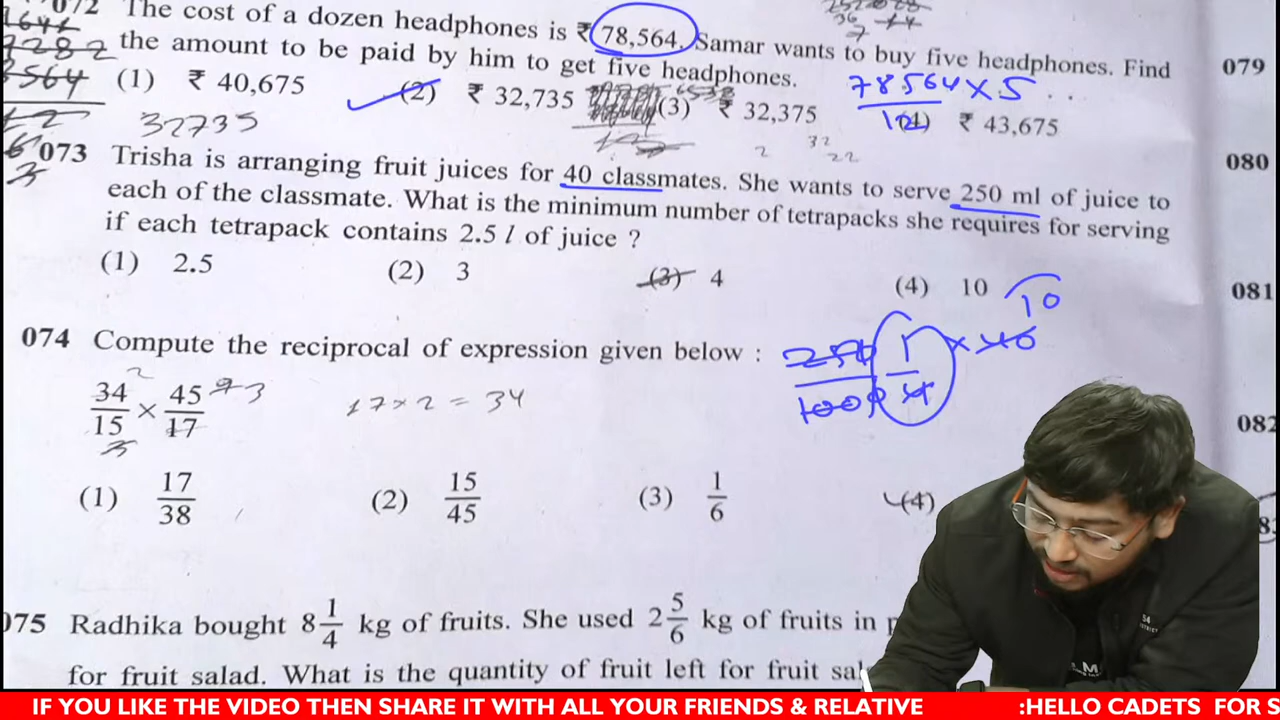 072 The cost of a dozen headphones is ₹ 78,564. Samar wants to buy five headphones. Find
the amount to be paid by him to get five headphones.
(1) ₹ 40,675 (2) ₹ 32,735 (3) ₹ 32,375 (4) ₹ 43,675
78564 × 5
12
32735
073 Trisha is arranging fruit juices for 40 classmates. She wants to serve 250 ml of juice to
each of the classmate. What is the minimum number of tetrapacks she requires for serving
if each tetrapack contains 2.5 l of juice ?
(1) 2.5 (2) 3 (3) 4 (4) 10
10
074 Compute the reciprocal of expression given below :
34/15 × 45/17
17 × 2 = 34
250/1000 1/4 × 40
(1) 17/38 (2) 15/45 (3) 1/6 (4)
075 Radhika bought 8 1/4 kg of fruits. She used 2 5/6 kg of fruits in
for fruit salad. What is the quantity of fruit left for fruit
079
080
081
082
IF YOU LIKE THE VIDEO THEN SHARE IT WITH ALL YOUR FRIENDS & RELATIVE :HELLO CADETS FOR S